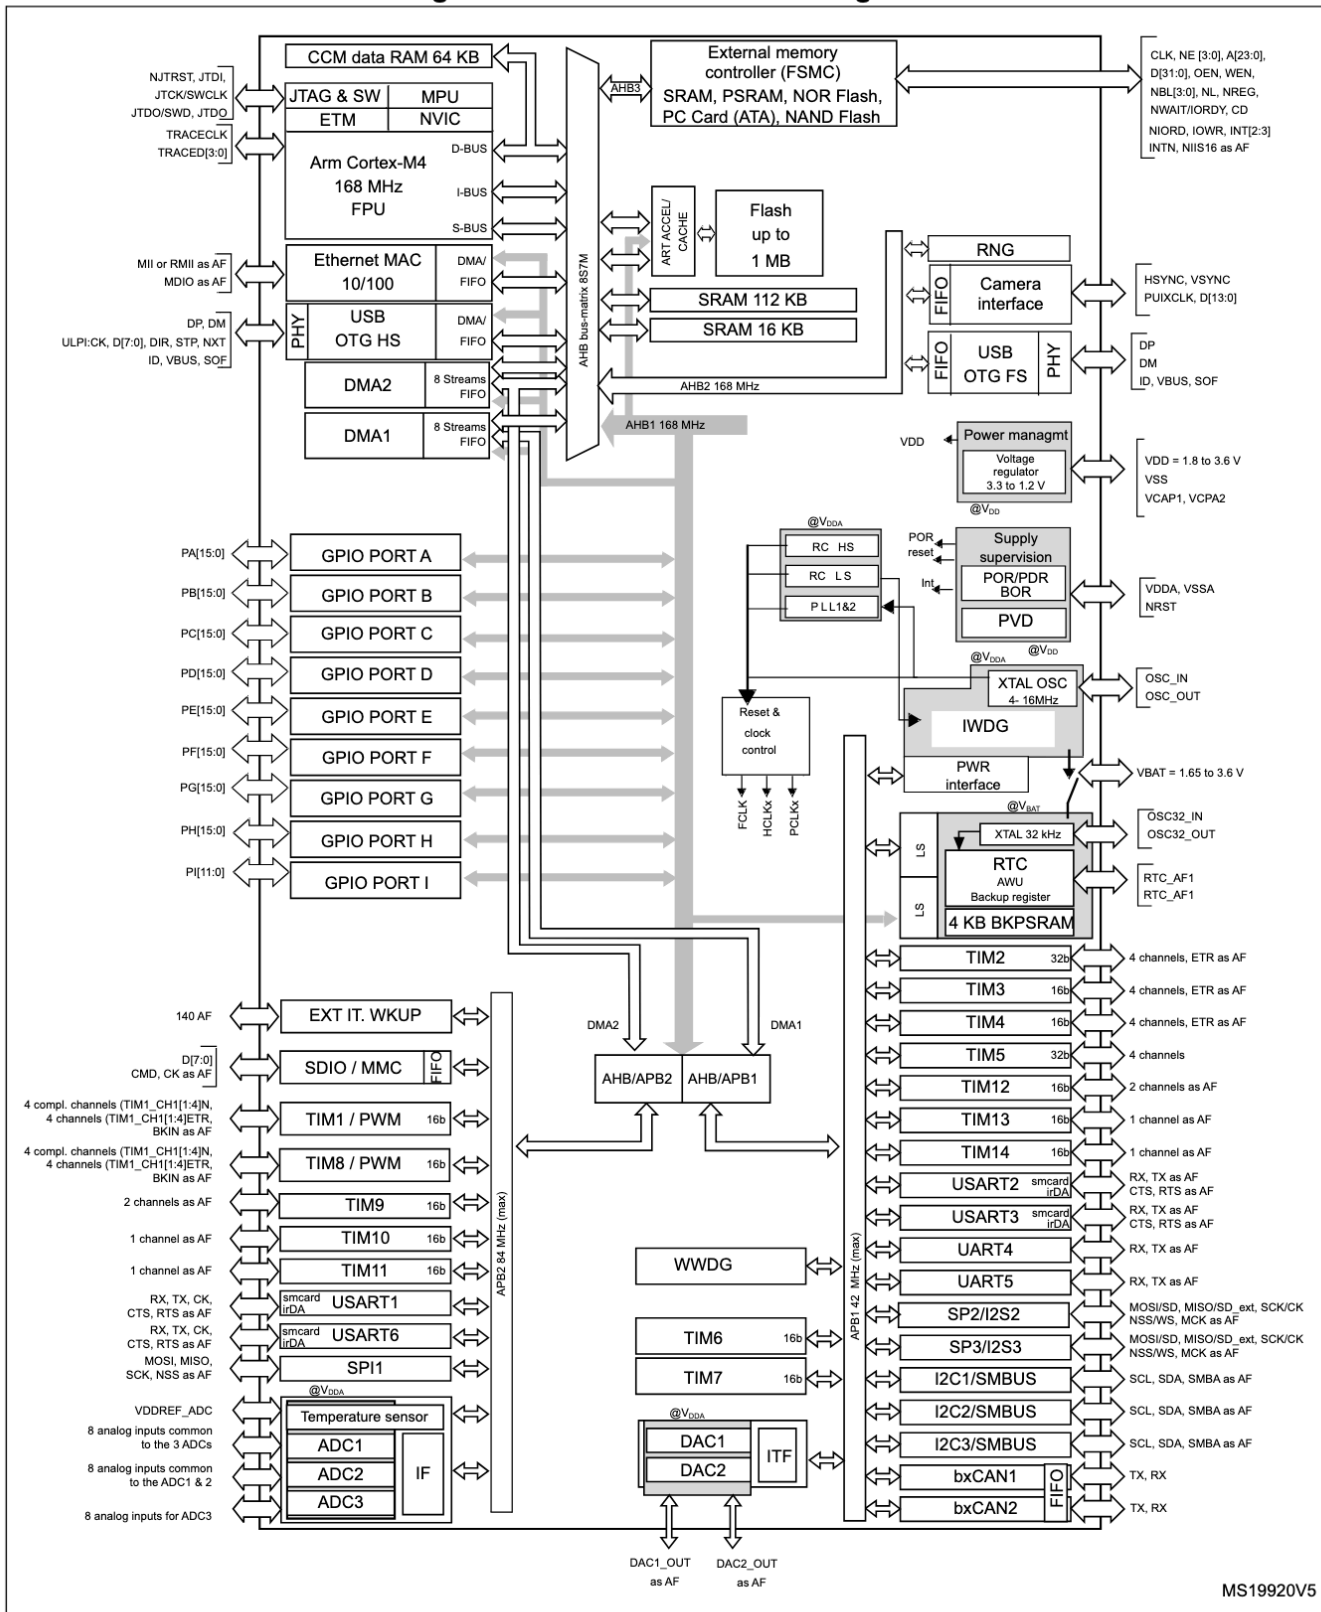 CCM data RAM 64 KB
NJTRST, JTDI,
JTCK/SWCLK
JTDO/SWD, JTDO
TRACECLK
TRACED[3:0]
JTAG & SW
MPU
ETM
NVIC
Arm Cortex-M4
168 MHz
FPU
D-BUS
I-BUS
S-BUS
MII or RMII as AF
MDIO as AF
Ethernet MAC
10/100
DMA/
FIFO
DP, DM
ULPI:CK, D[7:0], DIR, STP, NXT
ID, VBUS, SOF
PHY
USB
OTG HS
DMA/
FIFO
DMA2
8 Streams
FIFO
DMA1
8 Streams
FIFO
AHB bus-matrix 8S7M
AHB3
External memory
controller (FSMC)
SRAM, PSRAM, NOR Flash,
PC Card (ATA), NAND Flash
CLK, NE [3:0], A[23:0],
D[31:0], OEN, WEN,
NBL[3:0], NL, NREG,
NWAIT/IORDY, CD
NIORD, IOWR, INT[2:3]
INTN, NIIS16 as AF
ART ACCEL/
CACHE
Flash
up to
1 MB
SRAM 112 KB
SRAM 16 KB
AHB2 168 MHz
AHB1 168 MHz
RNG
FIFO
Camera
interface
HSYNC, VSYNC
PUIXCLK, D[13:0]
FIFO
USB
OTG FS
PHY
DP
DM
ID, VBUS, SOF
VDD
Power managmt
Voltage
regulator
3.3 to 1.2 V
@VDD
VDD = 1.8 to 3.6 V
VSS
VCAP1, VCPA2
@VDDA
RC HS
RC LS
PLL1&2
POR
reset
Int
Supply
supervision
POR/PDR
BOR
PVD
@VDD
VDDA, VSSA
NRST
@VDDA
XTAL OSC
4- 16MHz
IWDG
OSC_IN
OSC_OUT
PWR
interface
VBAT = 1.65 to 3.6 V
Reset &
clock
control
FCLK
HCLKx
PCLKx
@VBAT
LS
LS
XTAL 32 kHz
RTC
AWU
Backup register
4 KB BKPSRAM
OSC32_IN
OSC32_OUT
RTC_AF1
RTC_AF1
PA[15:0]
GPIO PORT A
PB[15:0]
GPIO PORT B
PC[15:0]
GPIO PORT C
PD[15:0]
GPIO PORT D
PE[15:0]
GPIO PORT E
PF[15:0]
GPIO PORT F
PG[15:0]
GPIO PORT G
PH[15:0]
GPIO PORT H
PI[11:0]
GPIO PORT I
DMA2
DMA1
AHB/APB2
AHB/APB1
140 AF
EXT IT. WKUP
D[7:0]
CMD, CK as AF
SDIO / MMC
FIFO
4 compl. channels (TIM1_CH1[1:4]N,
4 channels (TIM1_CH1[1:4]ETR,
BKIN as AF
TIM1 / PWM
16b
4 compl. channels (TIM1_CH1[1:4]N,
4 channels (TIM1_CH1[1:4]ETR,
BKIN as AF
TIM8 / PWM
16b
2 channels as AF
TIM9
16b
1 channel as AF
TIM10
16b
1 channel as AF
TIM11
16b
RX, TX, CK,
CTS, RTS as AF
smcard
irDA
USART1
RX, TX, CK,
CTS, RTS as AF
smcard
irDA
USART6
MOSI, MISO,
SCK, NSS as AF
SPI1
@VDDA
VDDREF_ADC
Temperature sensor
8 analog inputs common
to the 3 ADCs
ADC1
8 analog inputs common
to the ADC1 & 2
ADC2
8 analog inputs for ADC3
ADC3
IF
APB2 84 MHz (max)
WWDG
TIM6
16b
TIM7
16b
@VDDA
DAC1
DAC2
ITF
DAC1_OUT
as AF
DAC2_OUT
as AF
APB1 42 MHz (max)
TIM2
32b
4 channels, ETR as AF
TIM3
16b
4 channels, ETR as AF
TIM4
16b
4 channels, ETR as AF
TIM5
32b
4 channels
TIM12
16b
2 channels as AF
TIM13
16b
1 channel as AF
TIM14
16b
1 channel as AF
USART2
smcard
irDA
RX, TX as AF
CTS, RTS as AF
USART3
smcard
irDA
RX, TX as AF
CTS, RTS as AF
UART4
RX, TX as AF
UART5
RX, TX as AF
SP2/I2S2
MOSI/SD, MISO/SD_ext, SCK/CK
NSS/WS, MCK as AF
SP3/I2S3
MOSI/SD, MISO/SD_ext, SCK/CK
NSS/WS, MCK as AF
I2C1/SMBUS
SCL, SDA, SMBA as AF
I2C2/SMBUS
SCL, SDA, SMBA as AF
I2C3/SMBUS
SCL, SDA, SMBA as AF
bxCAN1
TX, RX
bxCAN2
FIFO
TX, RX
MS19920V5